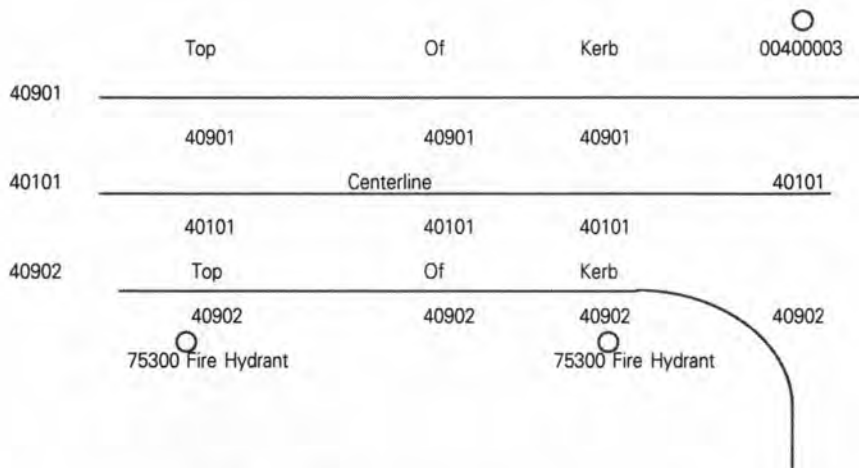 Top Of Kerb 00400003
40901
40901 40901 40901
40101 Centerline 40101
40101 40101 40101
40902 Top Of Kerb
40902 40902 40902 40902
75300 Fire Hydrant 75300 Fire Hydrant